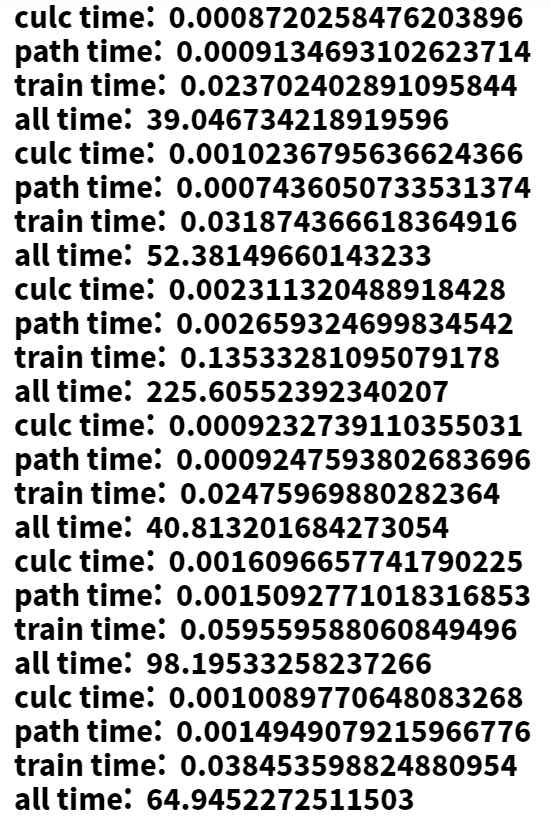 culc time:  0.0008720258476203896
path time:  0.0009134693102623714
train time:  0.023702402891095844
all time:  39.046734218919596
culc time:  0.0010236795636624366
path time:  0.0007436050733531374
train time:  0.031874366618364916
all time:  52.38149660143233
culc time:  0.002311320488918428
path time:  0.002659324699834542
train time:  0.13533281095079178
all time:  225.60552392340207
culc time:  0.0009232739110355031
path time:  0.0009247593802683696
train time:  0.02475969880282364
all time:  40.813201684273054
culc time:  0.0016096657741790225
path time:  0.0015092771018316853
train time:  0.059559588060849496
all time:  98.19533258237266
culc time:  0.0010089770648083268
path time:  0.0014949079215966776
train time:  0.038453598824880954
all time:  64.9452272511503